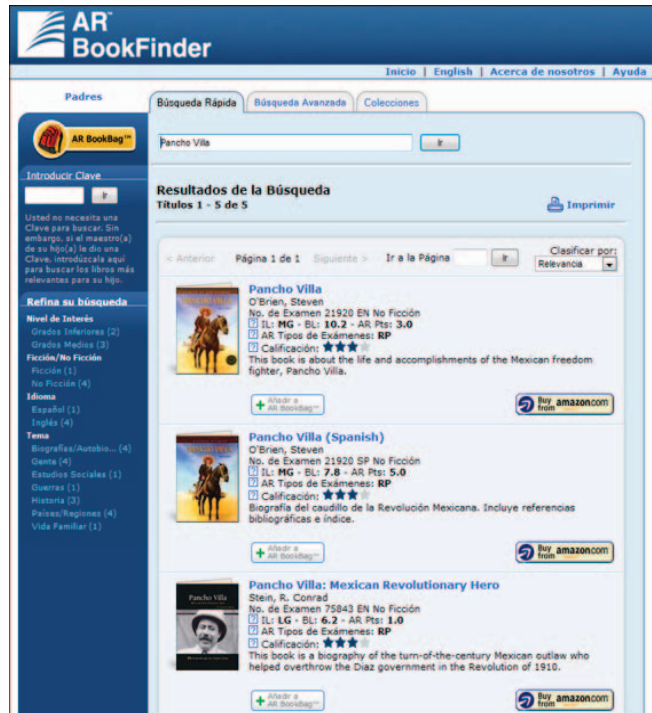 AR™
BookFinder
Inicio | English | Acerca de nosotros | Ayuda
Padres
AR BookBag™
Introducir Clave
Ir
Usted no necesita una
Clave para buscar. Sin
embargo, si el maestro(a)
de su hijo(a) le dio una
Clave, introdúzcala aquí
para buscar los libros más
relevantes para su hijo.
Refina su búsqueda
Nivel de Interés
Grados Inferiores (2)
Grados Medios (3)
Ficción/No Ficción
Ficción (1)
No Ficción (4)
Idioma
Español (1)
Inglés (4)
Tema
Biografías/Autobio... (4)
Gente (4)
Estudios Sociales (1)
Guerras (1)
Historia (3)
Países/Regiones (4)
Vida Familiar (1)
Búsqueda Rápida Búsqueda Avanzada Colecciones
Pancho Villa Ir
Resultados de la Búsqueda
Títulos 1 - 5 de 5
Imprimir
< Anterior Página 1 de 1 Siguiente > Ir a la Página Ir
Clasificar por:
Relevancia
Pancho Villa
O'Brien, Steven
No. de Examen 21920 EN No Ficción
IL: MG - BL: 10.2 - AR Pts: 3.0
AR Tipos de Exámenes: RP
Calificación:
This book is about the life and accomplishments of the Mexican freedom
fighter, Pancho Villa.
Añadir a
AR BookBag™
Buy from amazon.com
Pancho Villa (Spanish)
O'Brien, Steven
No. de Examen 21920 SP No Ficción
IL: MG - BL: 7.8 - AR Pts: 5.0
AR Tipos de Exámenes: RP
Calificación:
Biografía del caudillo de la Revolución Mexicana. Incluye referencias
bibliográficas e índice.
Añadir a
AR BookBag™
Buy from amazon.com
Pancho Villa
Pancho Villa: Mexican Revolutionary Hero
Stein, R. Conrad
No. de Examen 75843 EN No Ficción
IL: LG - BL: 6.2 - AR Pts: 1.0
AR Tipos de Exámenes: RP
Calificación:
This book is a biography of the turn-of-the-century Mexican outlaw who
helped overthrow the Diaz government in the Revolution of 1910.
Añadir a
AR BookBag™
Buy from amazon.com